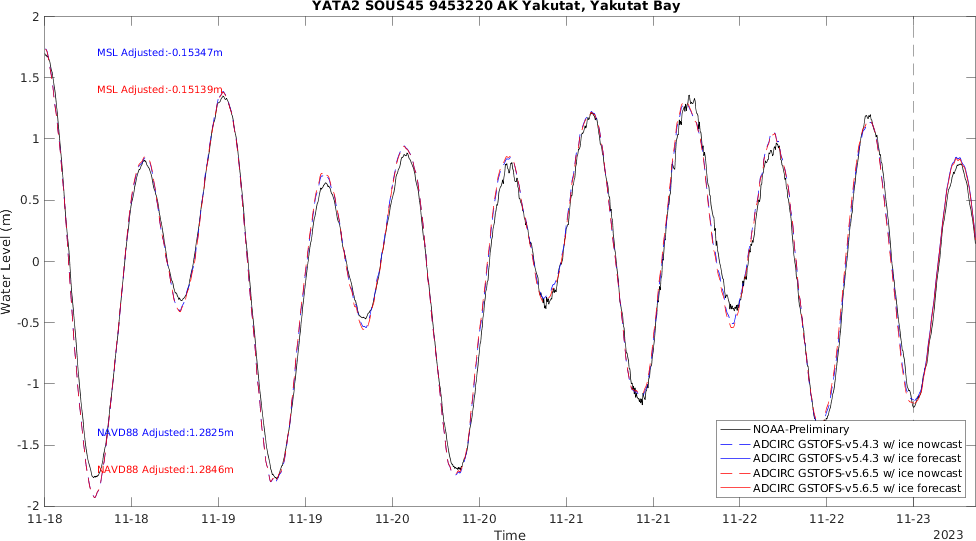 YATA2 SOUS45 9453220 AK Yakutat, Yakutat Bay
MSL Adjusted:-0.15347m
MSL Adjusted:-0.15139m
NAVD88 Adjusted:1.2825m
NAVD88 Adjusted:1.2846m
Water Level (m)
2
1.5
1
0.5
0
-0.5
-1
-1.5
-2
NOAA-Preliminary
ADCIRC GSTOFS-v5.4.3 w/ ice nowcast
ADCIRC GSTOFS-v5.4.3 w/ ice forecast
ADCIRC GSTOFS-v5.6.5 w/ ice nowcast
ADCIRC GSTOFS-v5.6.5 w/ ice forecast
11-18 11-18 11-19 11-19 11-20 11-20 11-21 11-21 11-22 11-22 11-23
Time
2023